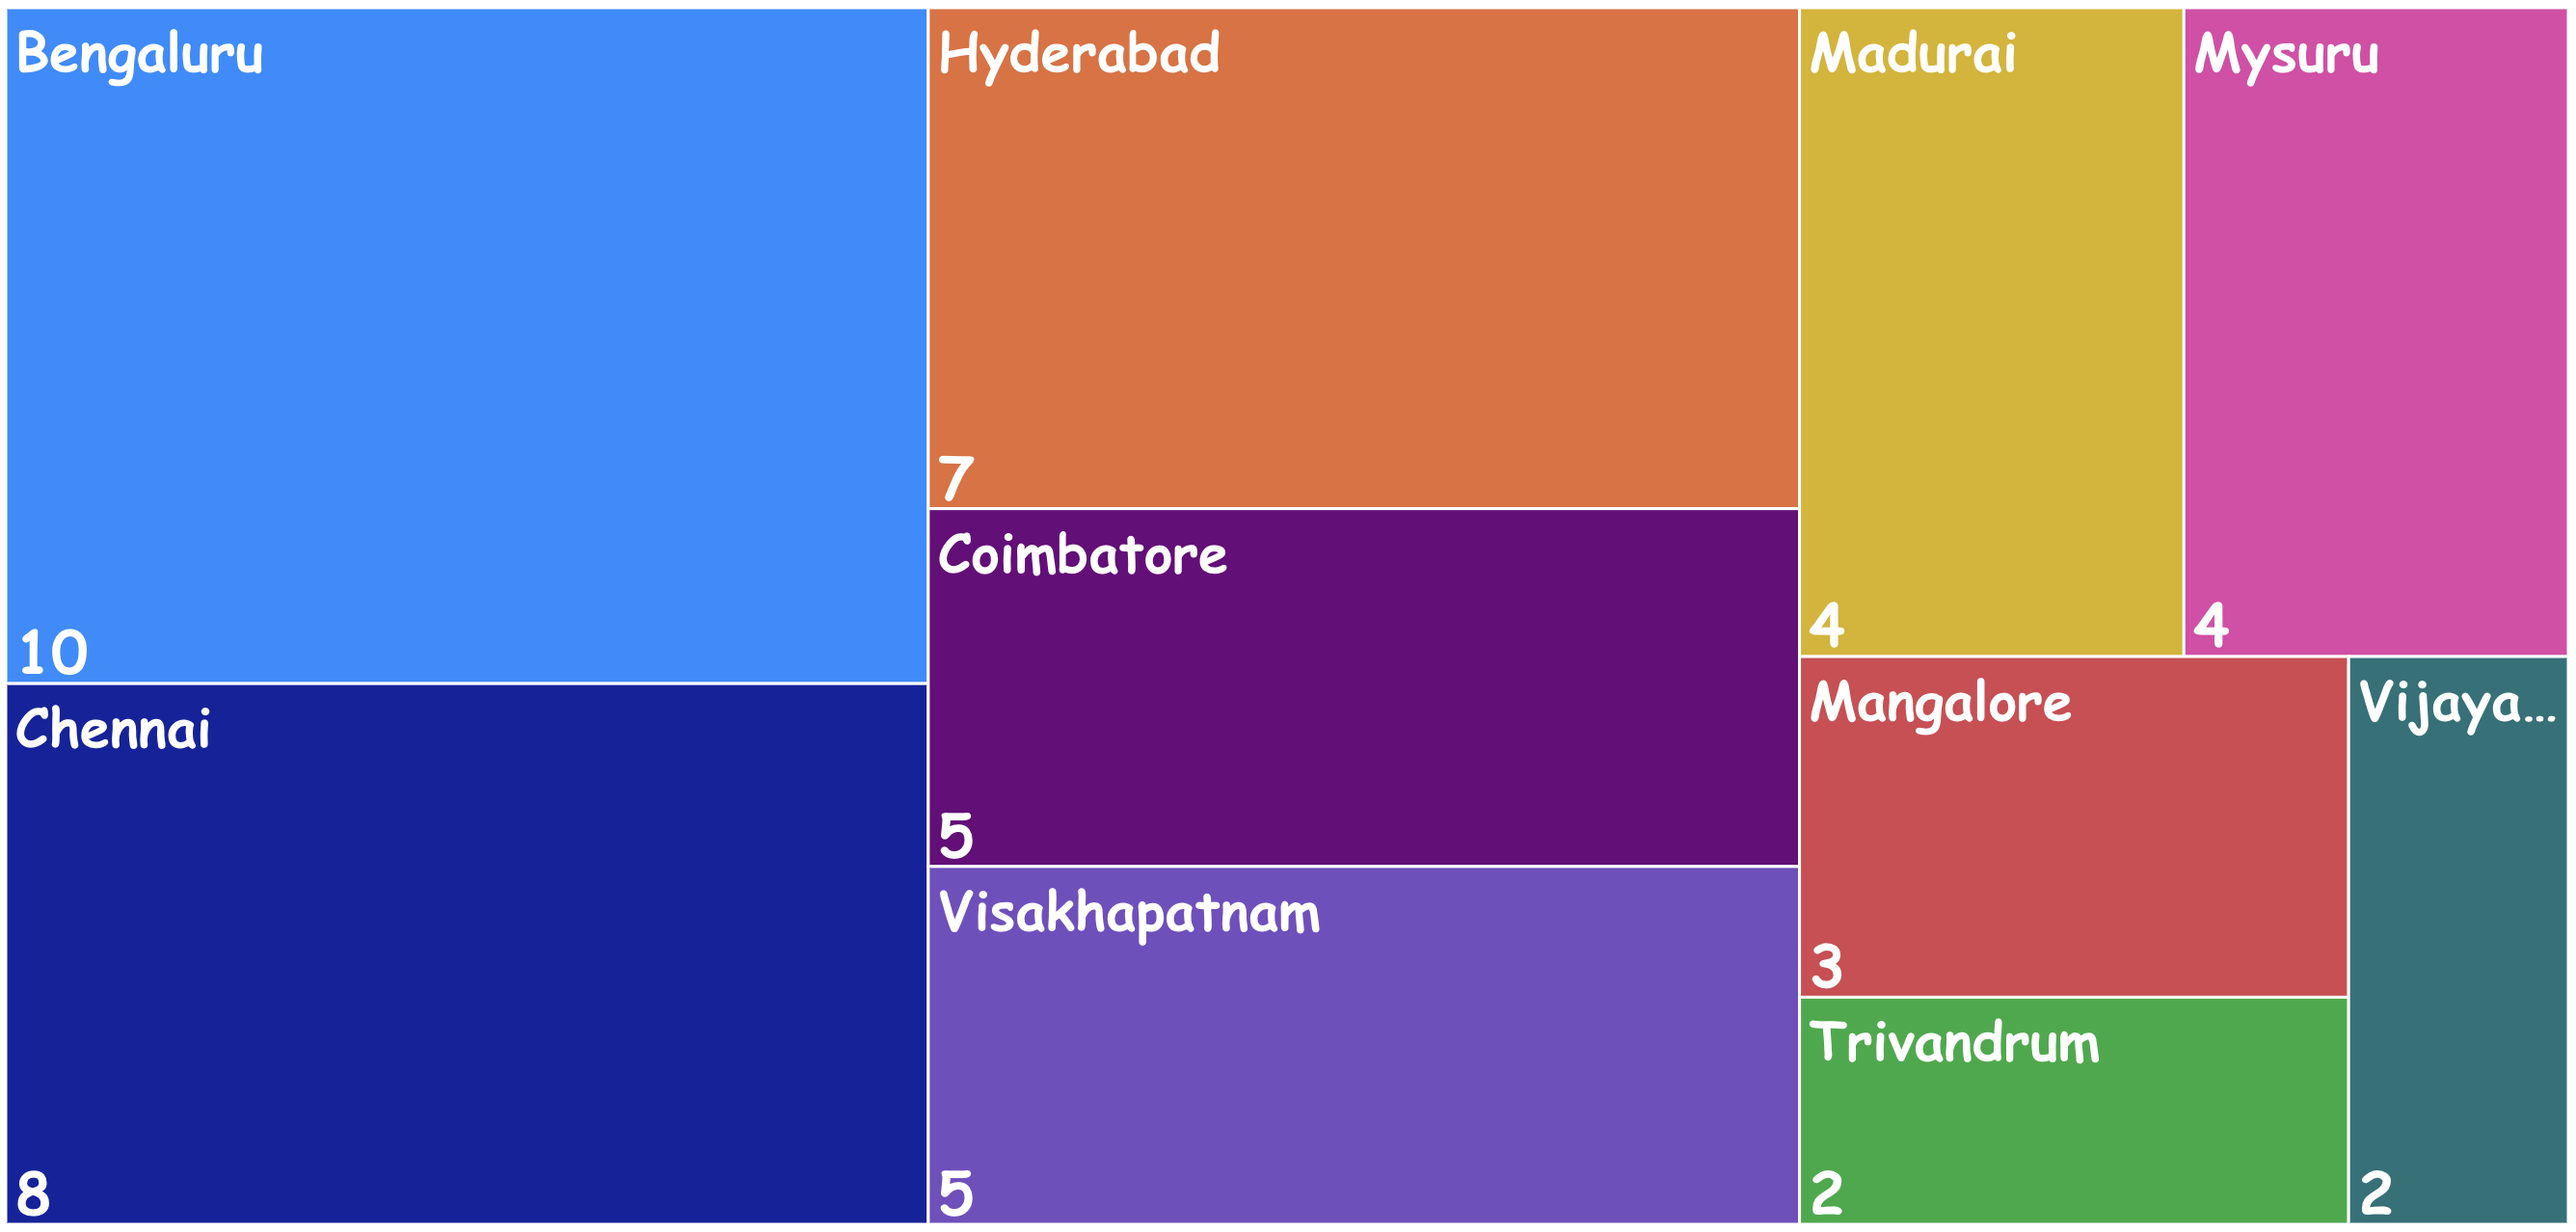 Bengaluru
10
Chennai
8
Hyderabad
7
Coimbatore
5
Visakhapatnam
5
Madurai
4
Mysuru
4
Mangalore
3
Trivandrum
2
Vijaya...
2